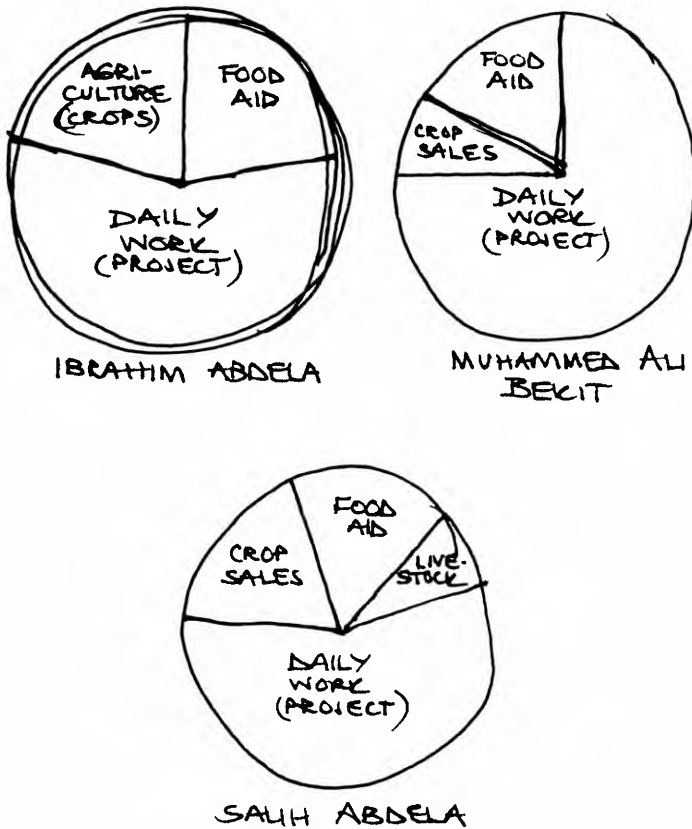 AGRI-
CULTURE
(CROPS)
FOOD
AID
DAILY
WORK
(PROJECT)
IBRAHIM ABDELA
FOOD
AID
CROP
SALES
DAILY
WORK
(PROJECT)
MUHAMMED ALI
BEKIT
CROP
SALES
FOOD
AID
LIVE-
STOCK
DAILY
WORK
(PROJECT)
SALIH ABDELA